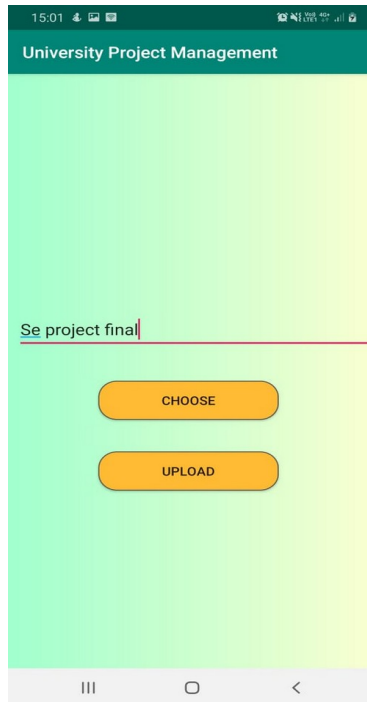 15:01
University Project Management
Se project final
CHOOSE
UPLOAD